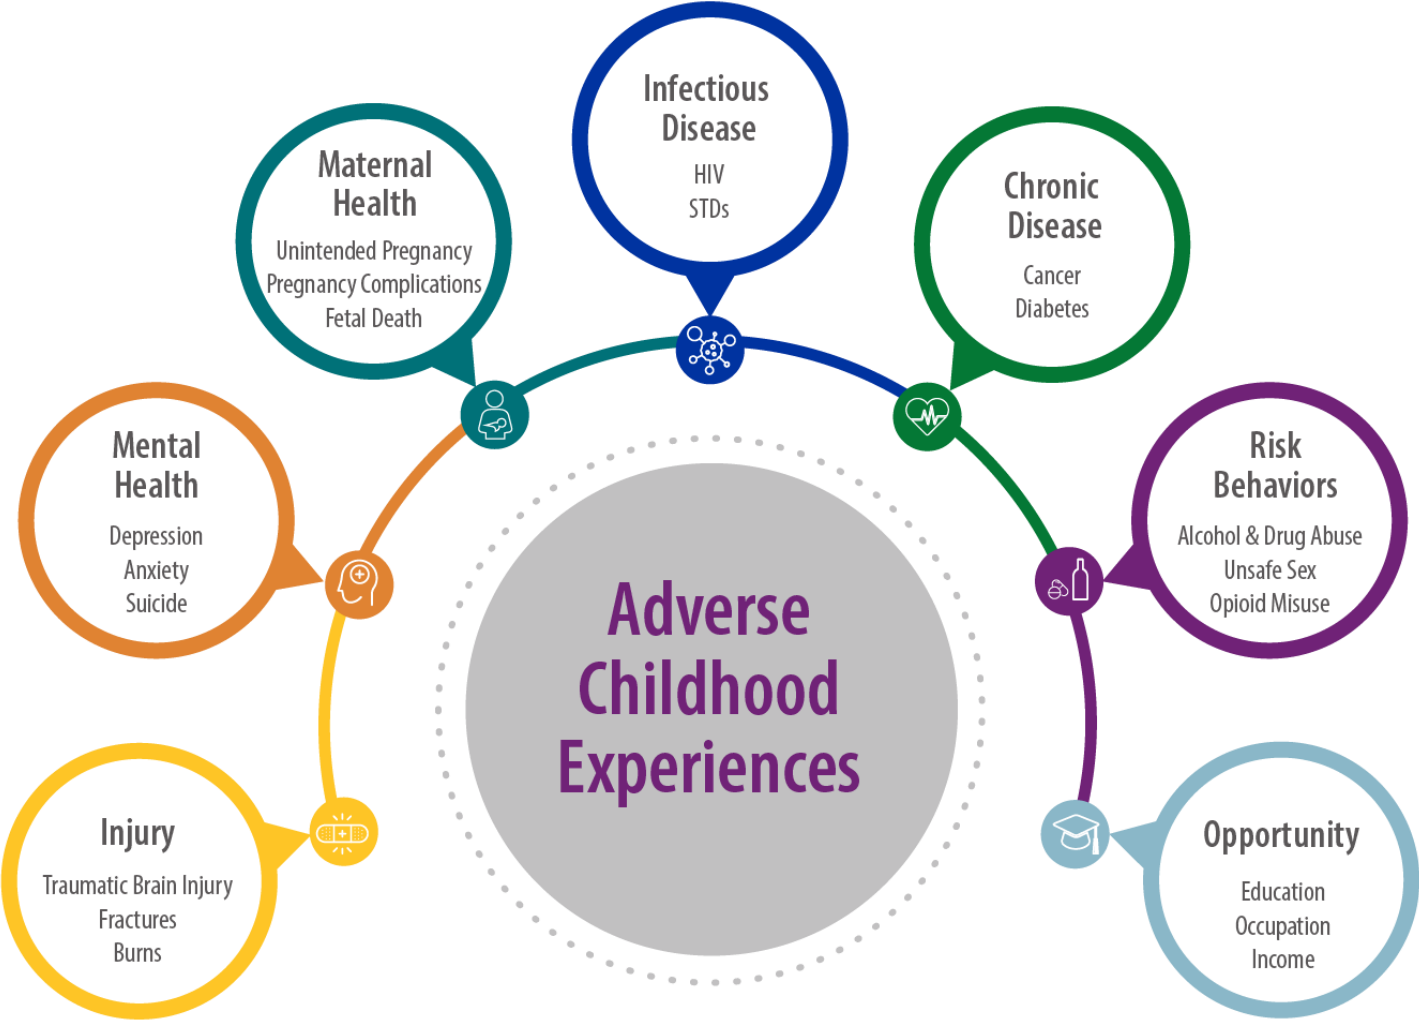 Infectious
Disease
HIV
STDs
Maternal
Health
Unintended Pregnancy
Pregnancy Complications
Fetal Death
Chronic
Disease
Cancer
Diabetes
Mental
Health
Depression
Anxiety
Suicide
Risk
Behaviors
Alcohol & Drug Abuse
Unsafe Sex
Opioid Misuse
Adverse
Childhood
Experiences
Injury
Traumatic Brain Injury
Fractures
Burns
Opportunity
Education
Occupation
Income